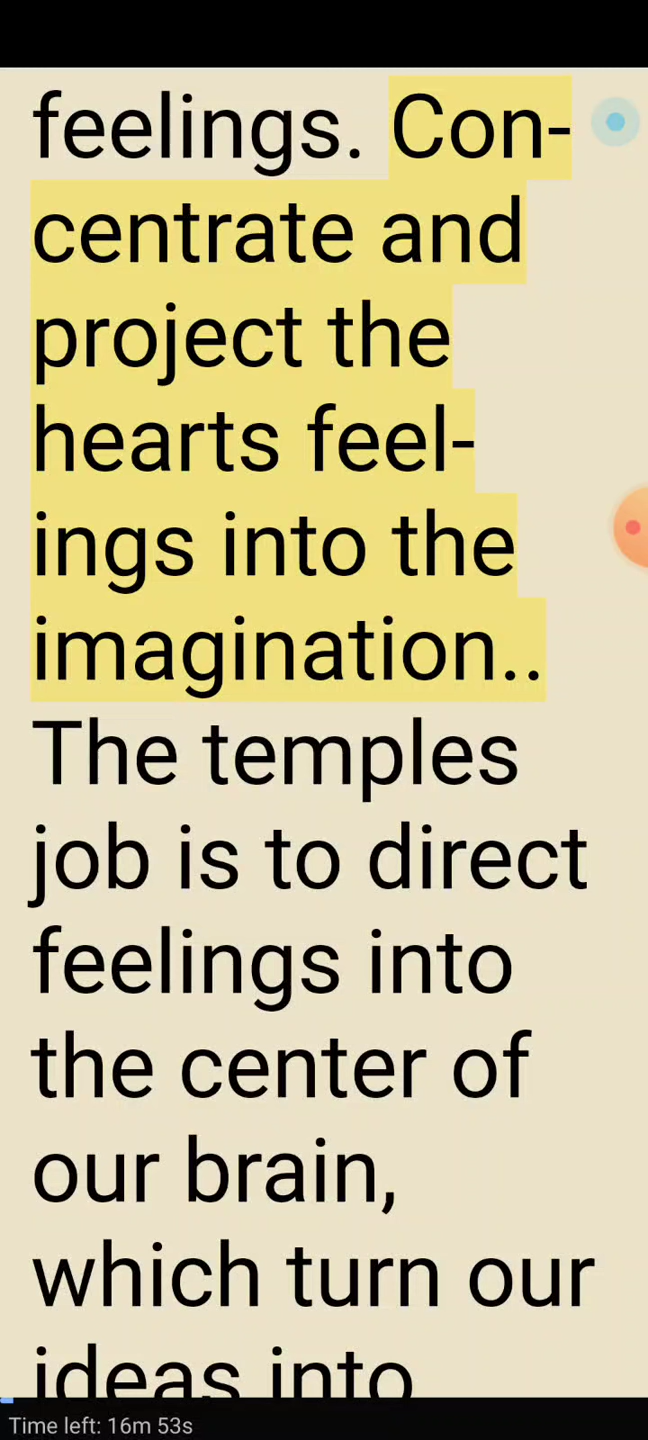 feelings. Con-
centrate and
project the
hearts feel-
ings into the
imagination..
The temples
job is to direct
feelings into
the center of
our brain,
which turn our
ideas into
Time left: 16m 53s